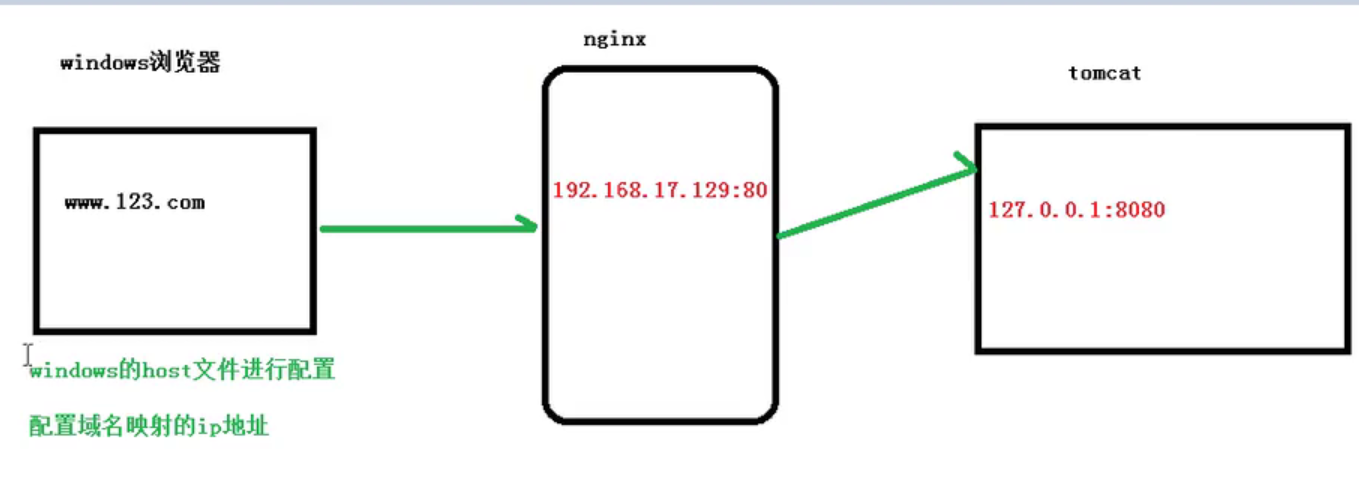 windows浏览器
nginx
tomcat
www.123.com
192.168.17.129:80
127.0.0.1:8080
windows的host文件进行配置
配置域名映射的ip地址